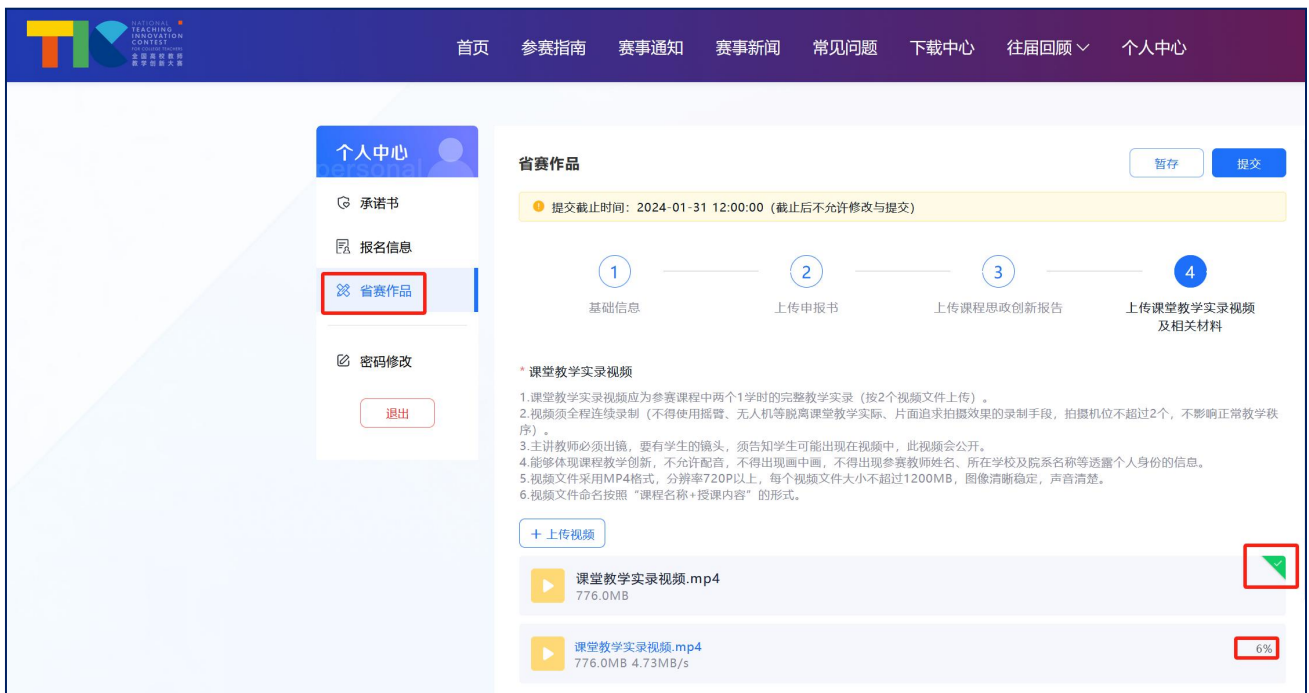 NATIONAL
TEACHING
INNOVATION
CONTEST
FOR COLLEGE TEACHERS
全国高校教师
教学创新大赛
首页 参赛指南 赛事通知 赛事新闻 常见问题 下载中心 往届回顾 个人中心
个人中心
personal
承诺书
报名信息
省赛作品
密码修改
退出
省赛作品
暂存 提交
提交截止时间：2024-01-31 12:00:00（截止后不允许修改与提交）
1 2 3 4
基础信息 上传申报书 上传课程思政创新报告 上传课堂教学实录视频
及相关材料
* 课堂教学实录视频
1.课堂教学实录视频应为参赛课程中两个1学时的完整教学实录（按2个视频文件上传）。
2.视频须全程连续录制（不得使用摇臂、无人机等脱离课堂教学实际、片面追求拍摄效果的录制手段，拍摄机位不超过2个，不影响正常教学秩
序）。
3.主讲教师必须出镜，要有学生的镜头，须告知学生可能出现在视频中，此视频会公开。
4.能够体现课程教学创新，不允许配音，不得出现画中画，不得出现参赛教师姓名、所在学校及院系名称等透露个人身份的信息。
5.视频文件采用MP4格式，分辨率720P以上，每个视频文件大小不超过1200MB，图像清晰稳定，声音清楚。
6.视频文件命名按照“课程名称+授课内容”的形式。
+ 上传视频
课堂教学实录视频.mp4
776.0MB
课堂教学实录视频.mp4
776.0MB 4.73MB/s
6%